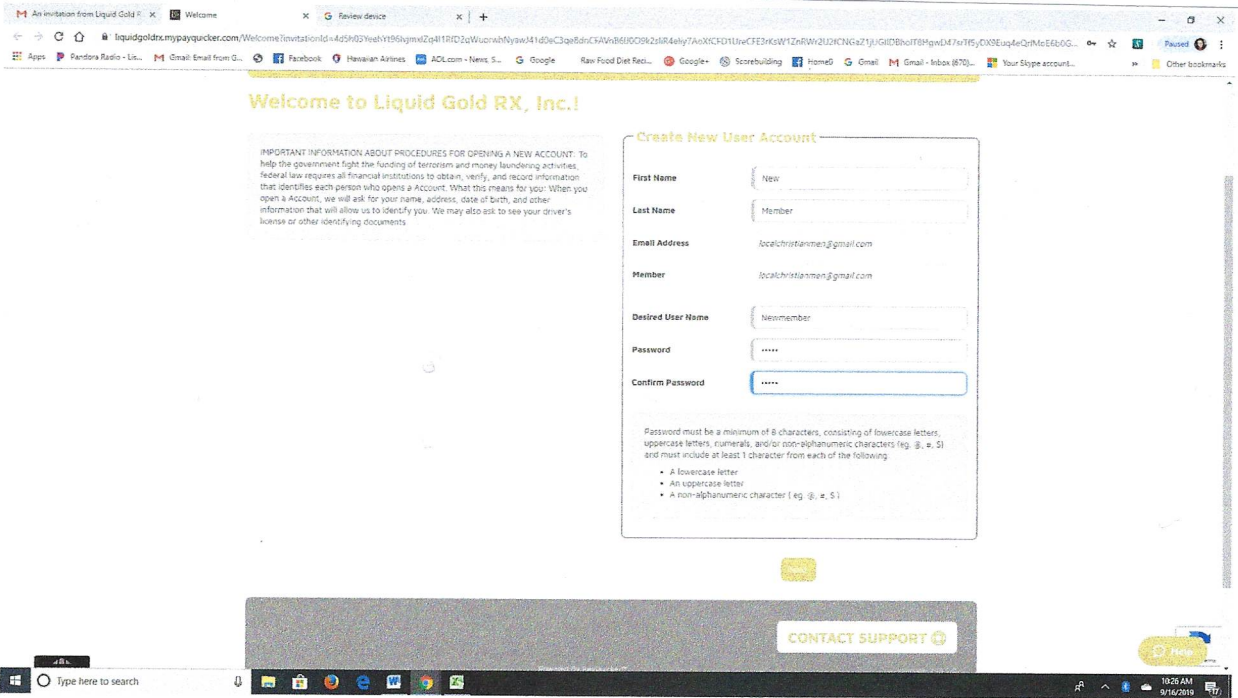 An invitation from Liquid Gold R
Welcome
Review device
liquidgoldrx.mypayquicker.com/Welcome?
Paused
Apps
Pandora Radio - Lis...
Gmail: Email from G...
Facebook
Hawaiian Airlines
AOL.com - News, S...
Google
Raw Food Diet Reci...
Google+
Scorebuilding
HomeG
Gmail
Gmail - Inbox (670)...
Your Skype account...
Other bookmarks
Welcome to Liquid Gold RX, Inc.!
IMPORTANT INFORMATION ABOUT PROCEDURES FOR OPENING A NEW ACCOUNT: To
help the government fight the funding of terrorism and money laundering activities,
federal law requires all financial institutions to obtain, verify, and record information
that identifies each person who opens a Account. What this means for you: When you
open a Account, we will ask for your name, address, date of birth, and other
information that will allow us to identify you. We may also ask to see your driver's
license or other identifying documents
Create New User Account
First Name New
Last Name Member
Email Address localchristianmen@gmail.com
Member localchristianmen@gmail.com
Desired User Name Newmember
Password •••••
Confirm Password •••••
Password must be a minimum of 8 characters, consisting of lowercase letters,
uppercase letters, numerals, and/or non-alphanumeric characters (eg. @, #, $)
and must include at least 1 character from each of the following:
• A lowercase letter
• An uppercase letter
• A non-alphanumeric character ( eg. @, #, $ )
CONTACT SUPPORT
Help
Type here to search
10:26 AM
9/16/2019